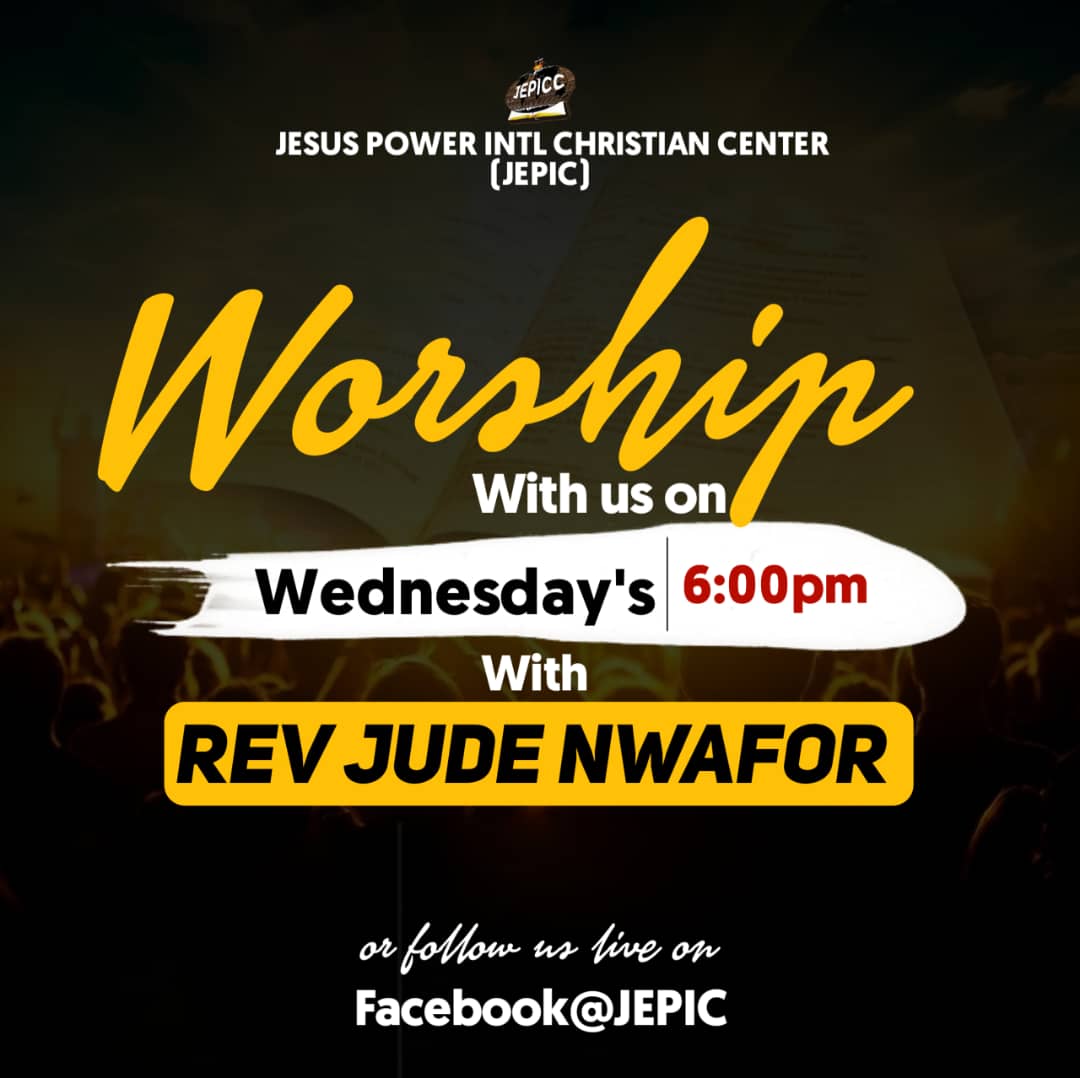 JEPICC
JESUS POWER INTL CHRISTIAN CENTER
(JEPIC)
Worship
With us on
Wednesday's 6:00pm
With
REV JUDE NWAFOR
or follow us live on
Facebook@JEPIC